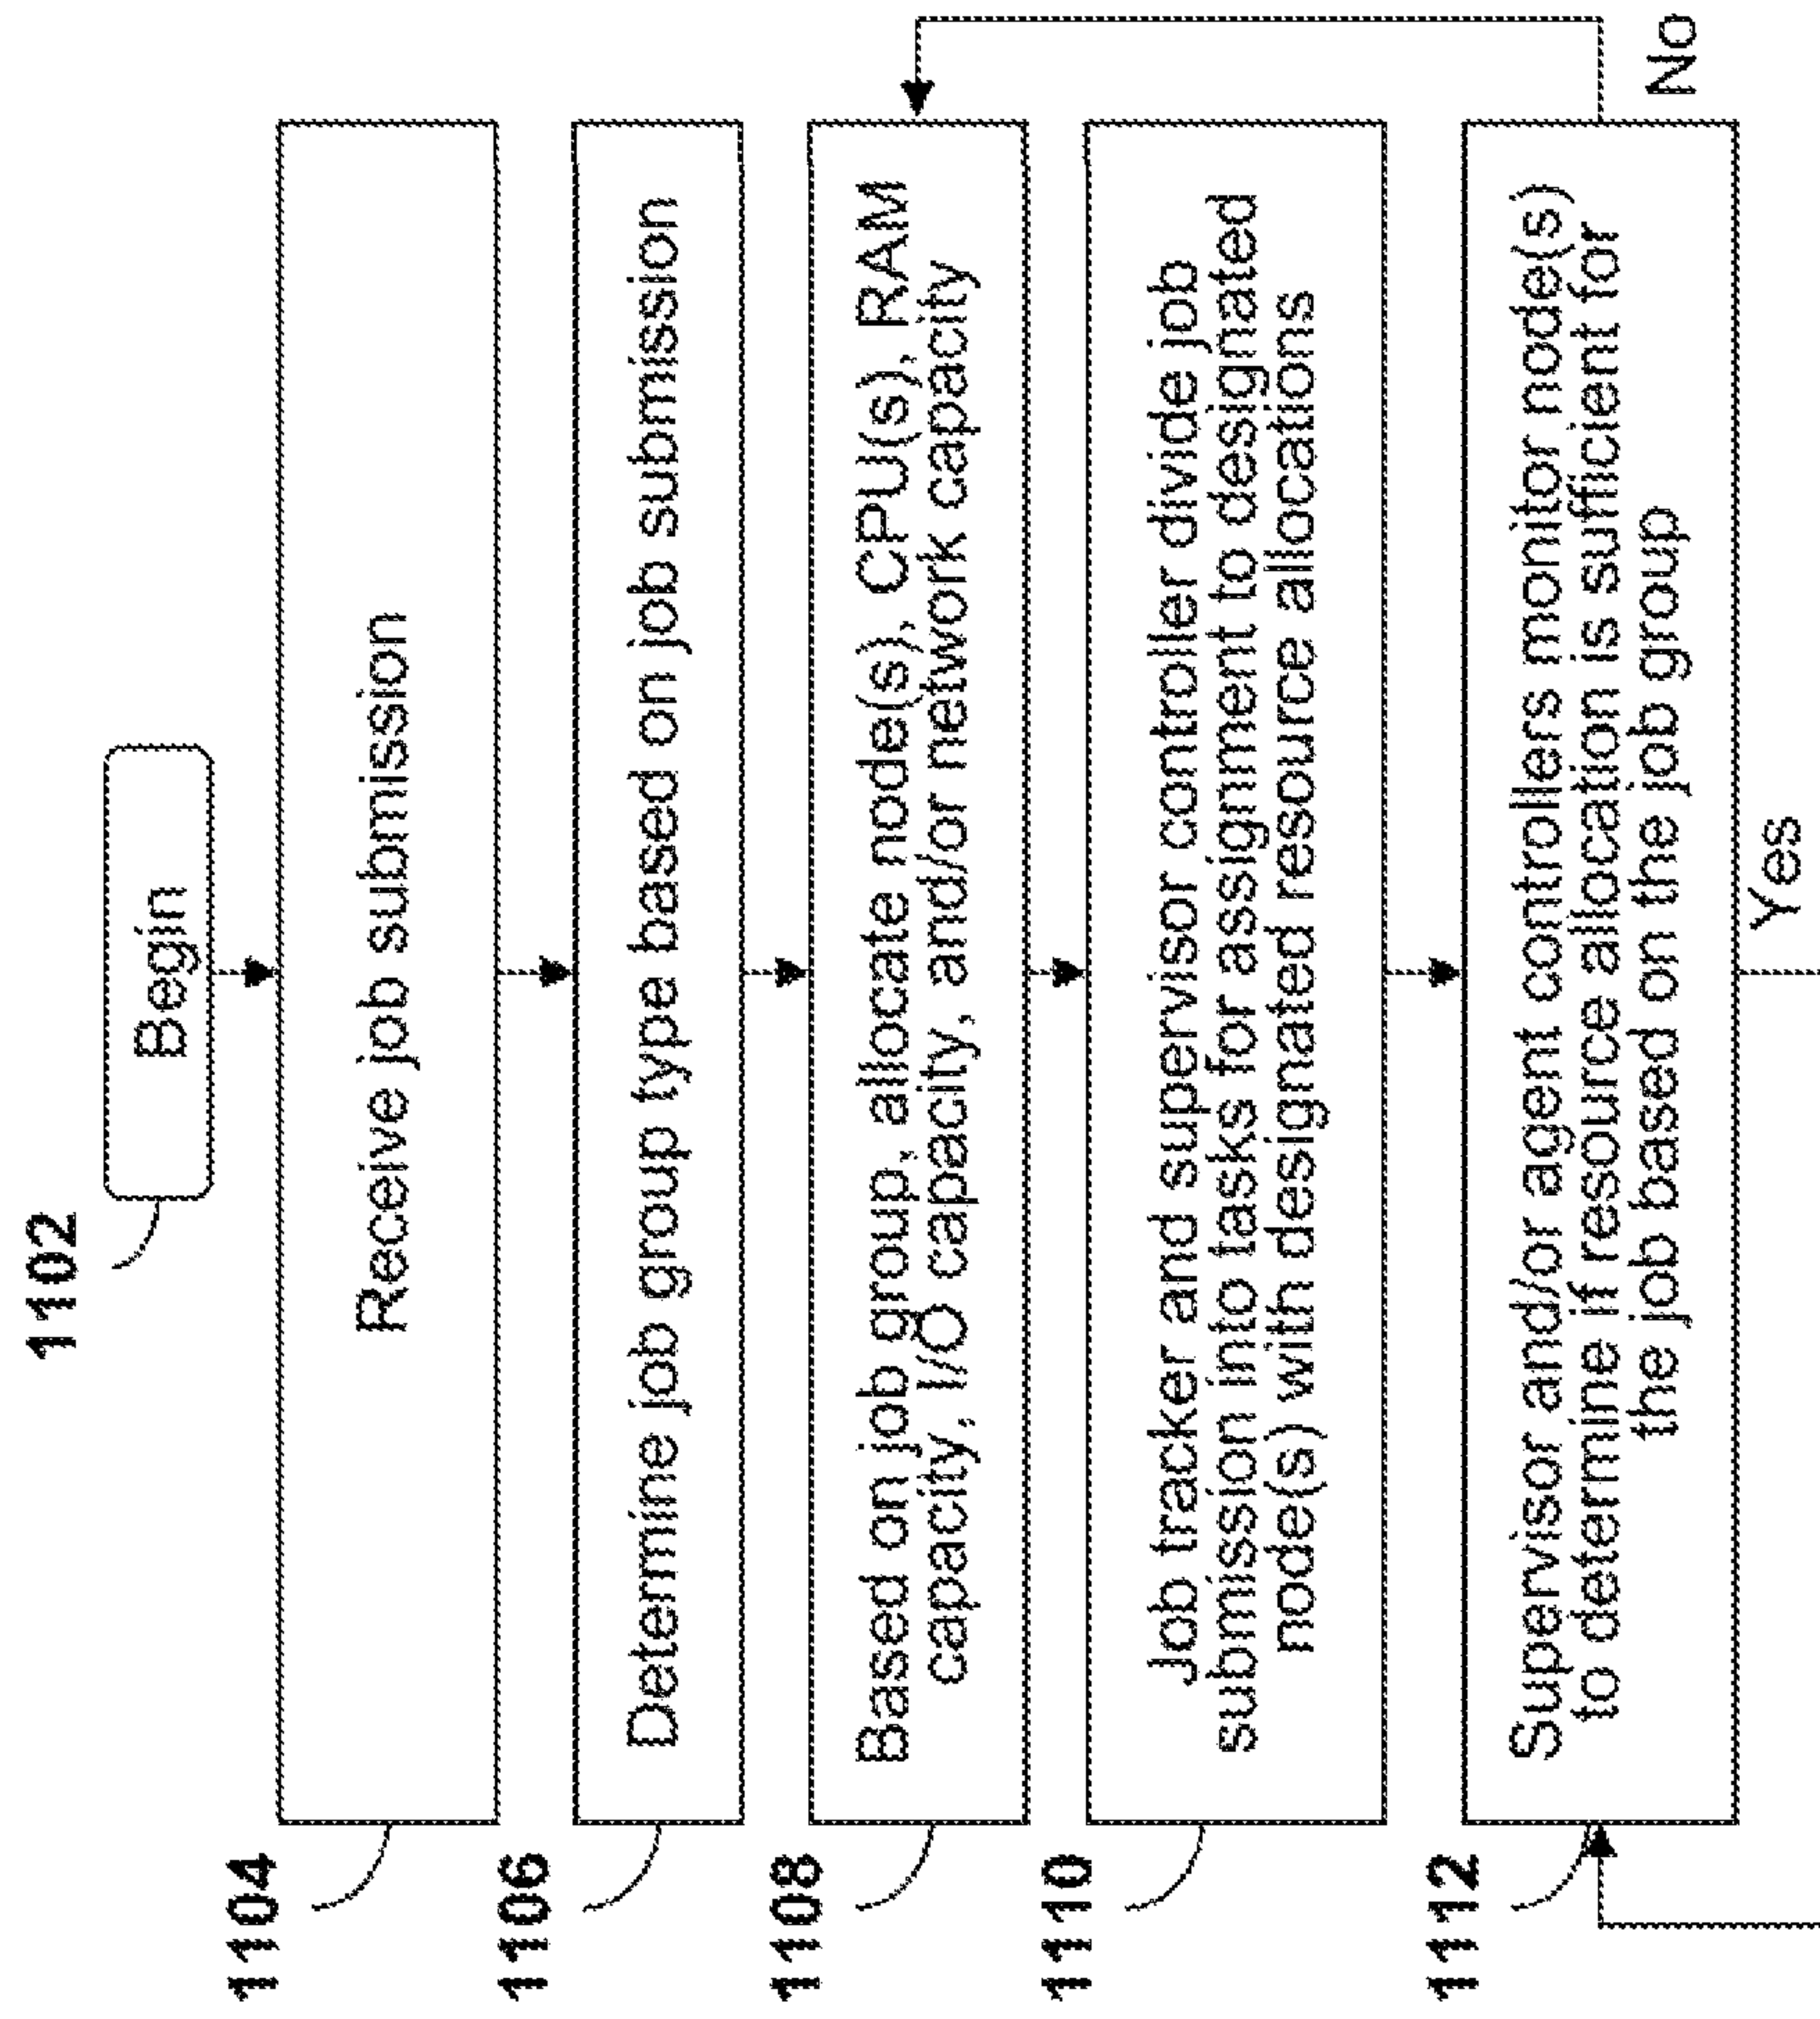 1102
Begin
1104
Receive job submission
1106
Determine job group type based on job submission
1108
Based on job group, allocate node(s), CPU(s), RAM
capacity, I/O capacity, and/or network capacity
1110
Job tracker and supervisor controller divide job
submission into tasks for assignment to designated
node(s) with designated resource allocations
1112
Supervisor and/or agent controllers monitor node(s)
to determine if resource allocation is sufficient for
the job based on the job group
No
Yes